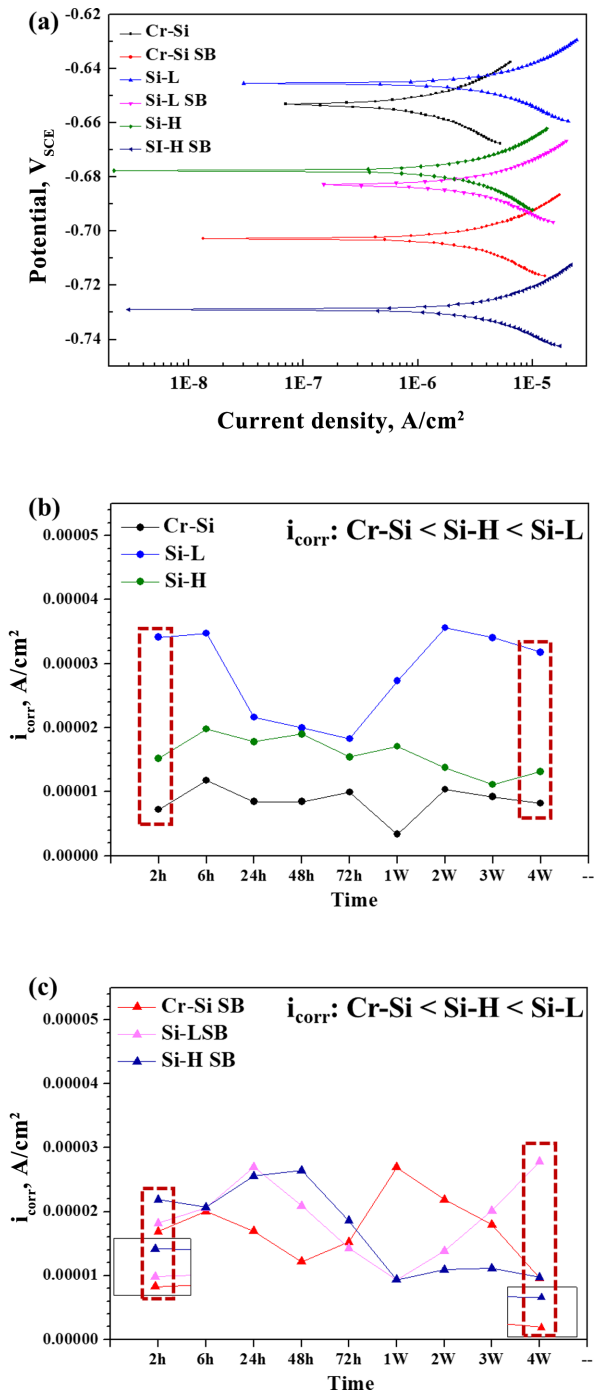 (a)
-0.62
-0.64
-0.66
-0.68
-0.70
-0.72
-0.74
Potential, V_SCE
Cr-Si
Cr-Si SB
Si-L
Si-L SB
Si-H
SI-H SB
1E-8 1E-7 1E-6 1E-5
Current density, A/cm²
(b)
0.00005
0.00004
0.00003
0.00002
0.00001
0.00000
i_corr, A/cm²
Cr-Si
Si-L
Si-H
i_corr: Cr-Si < Si-H < Si-L
2h 6h 24h 48h 72h 1W 2W 3W 4W --
Time
(c)
0.00005
0.00004
0.00003
0.00002
0.00001
0.00000
i_corr, A/cm²
Cr-Si SB
Si-LSB
Si-H SB
i_corr: Cr-Si < Si-H < Si-L
2h 6h 24h 48h 72h 1W 2W 3W 4W --
Time